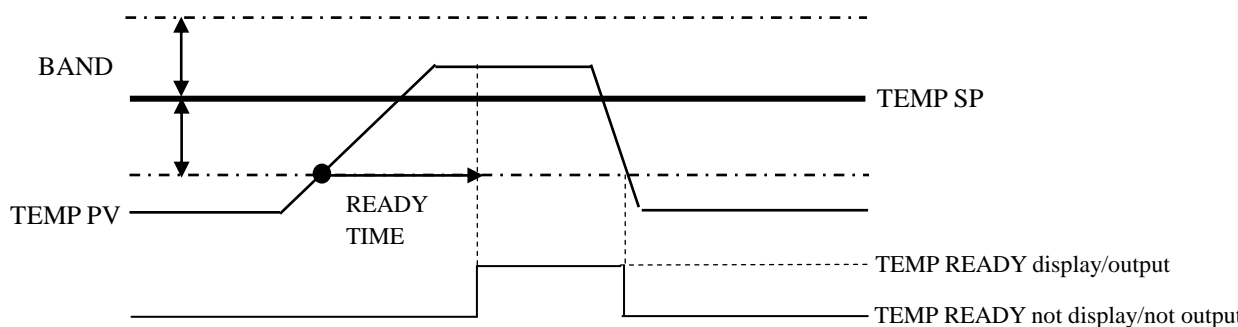 BAND
TEMP SP
TEMP PV
READY
TIME
TEMP READY display/output
TEMP READY not display/not output